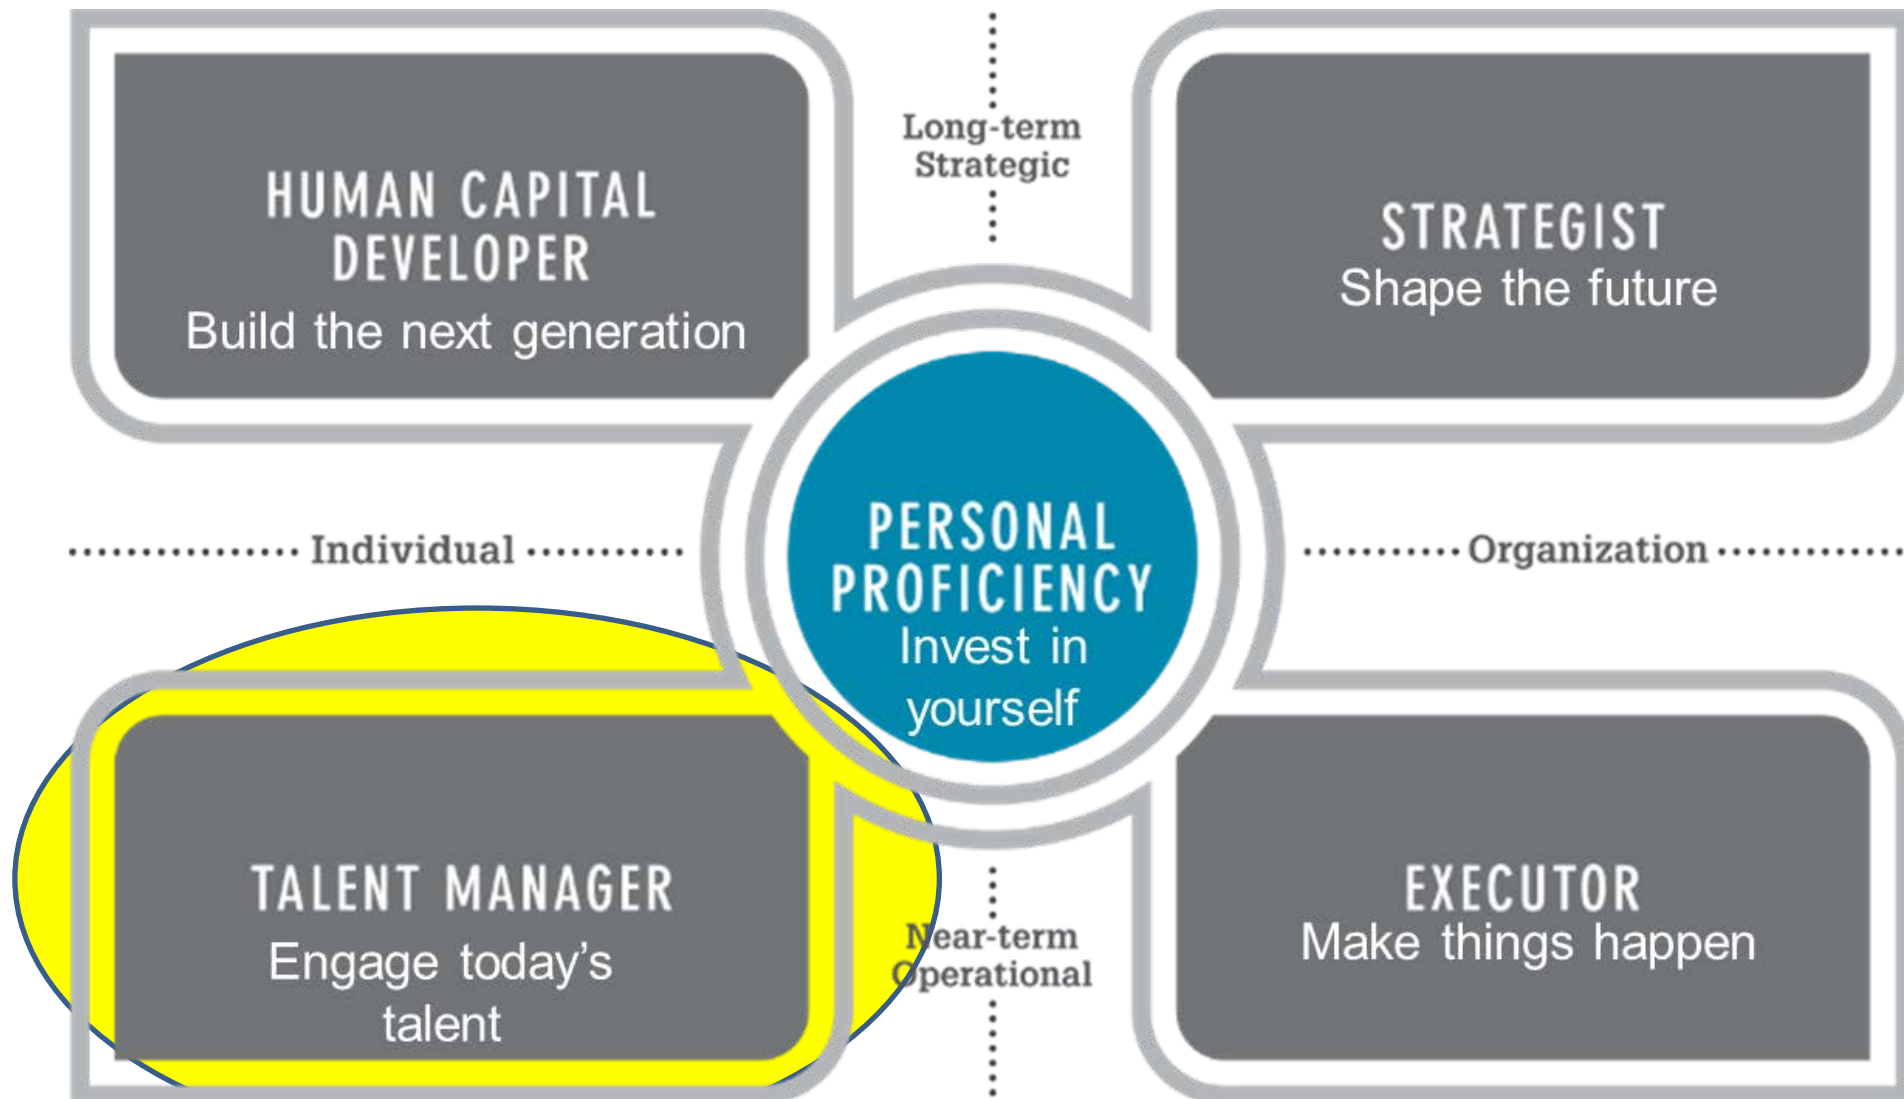 Long-term
Strategic
HUMAN CAPITAL
DEVELOPER
Build the next generation
STRATEGIST
Shape the future
Individual
PERSONAL
PROFICIENCY
Invest in
yourself
Organization
TALENT MANAGER
Engage today’s
talent
Near-term
Operational
EXECUTOR
Make things happen